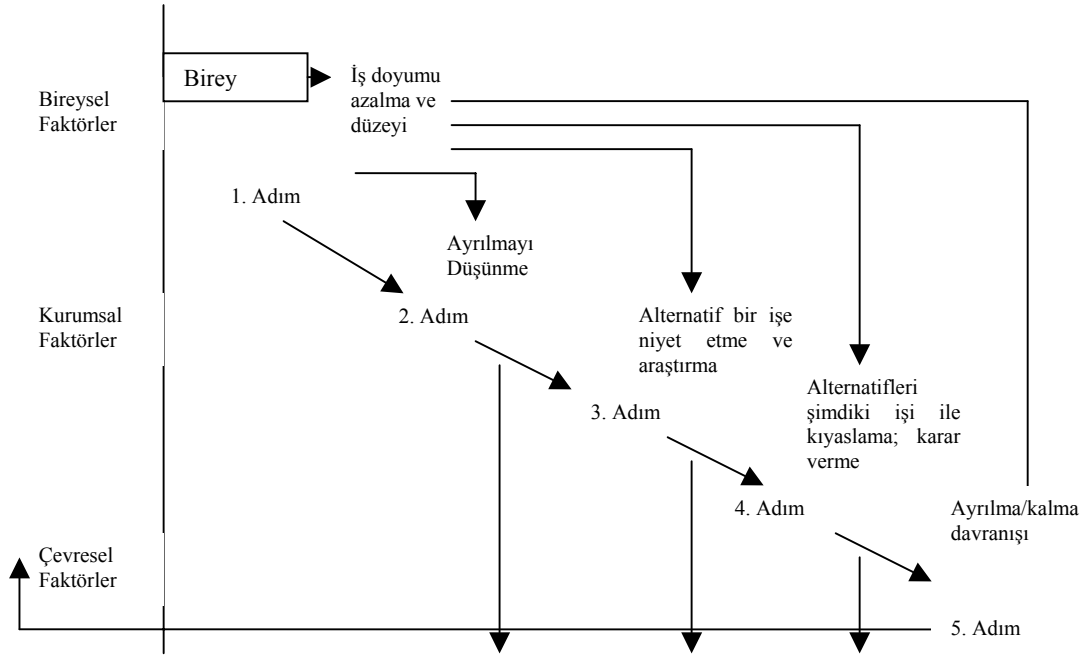 Birey
İş doyumu
azalma ve
düzeyi
Bireysel
Faktörler
1. Adım
Ayrılmayı
Düşünme
Kurumsal
Faktörler
2. Adım
Alternatif bir işe
niyet etme ve
araştırma
3. Adım
Alternatifleri
şimdiki işi ile
kıyaslama; karar
verme
4. Adım
Ayrılma/kalma
davranışı
Çevresel
Faktörler
5. Adım